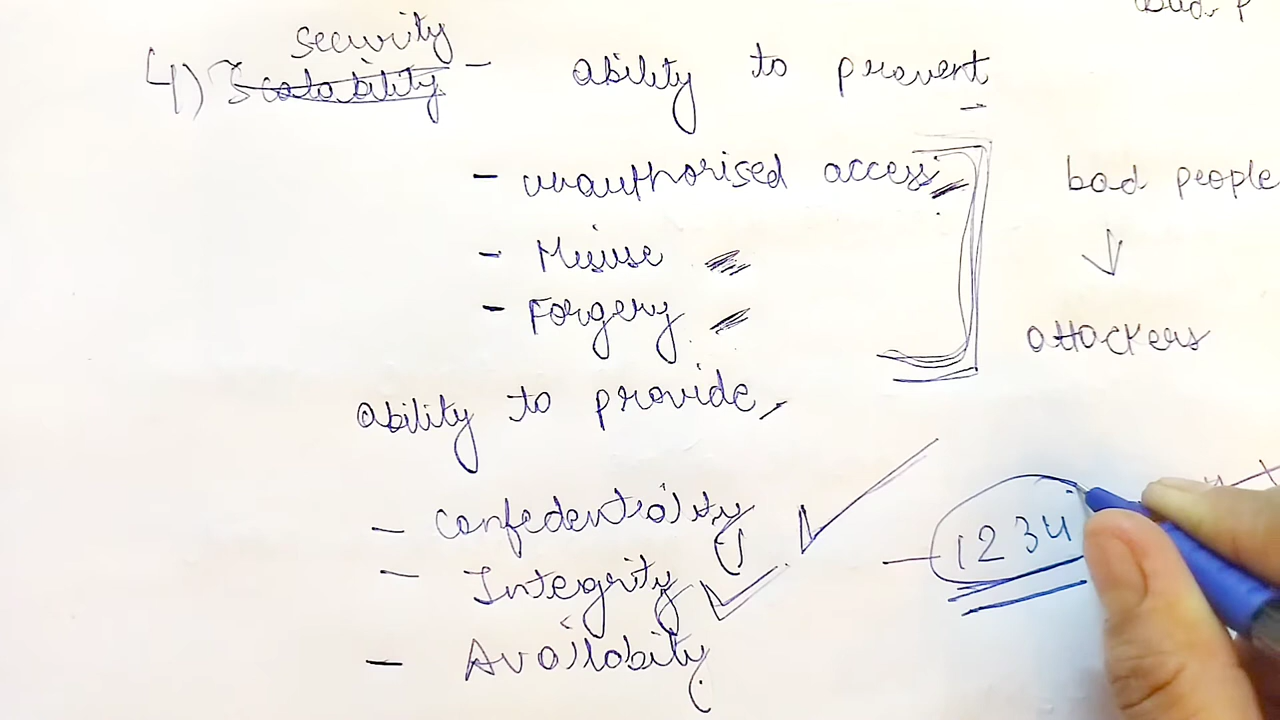 security
4) Scalability - ability to prevent
- unauthorised access
bad people
- Misuse
- Forgery
attackers
ability to provide,
- Confedentiality
- Integrity
1234
- Availabity